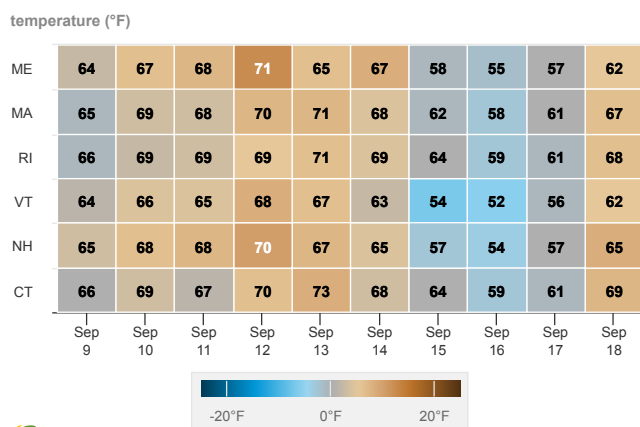 temperature (°F)
ME 64 67 68 71 65 67 58 55 57 62
MA 65 69 68 70 71 68 62 58 61 67
RI 66 69 69 69 71 69 64 59 61 68
VT 64 66 65 68 67 63 54 52 56 62
NH 65 68 68 70 67 65 57 54 57 65
CT 66 69 67 70 73 68 64 59 61 69
Sep Sep Sep Sep Sep Sep Sep Sep Sep Sep
9 10 11 12 13 14 15 16 17 18
-20°F 0°F 20°F